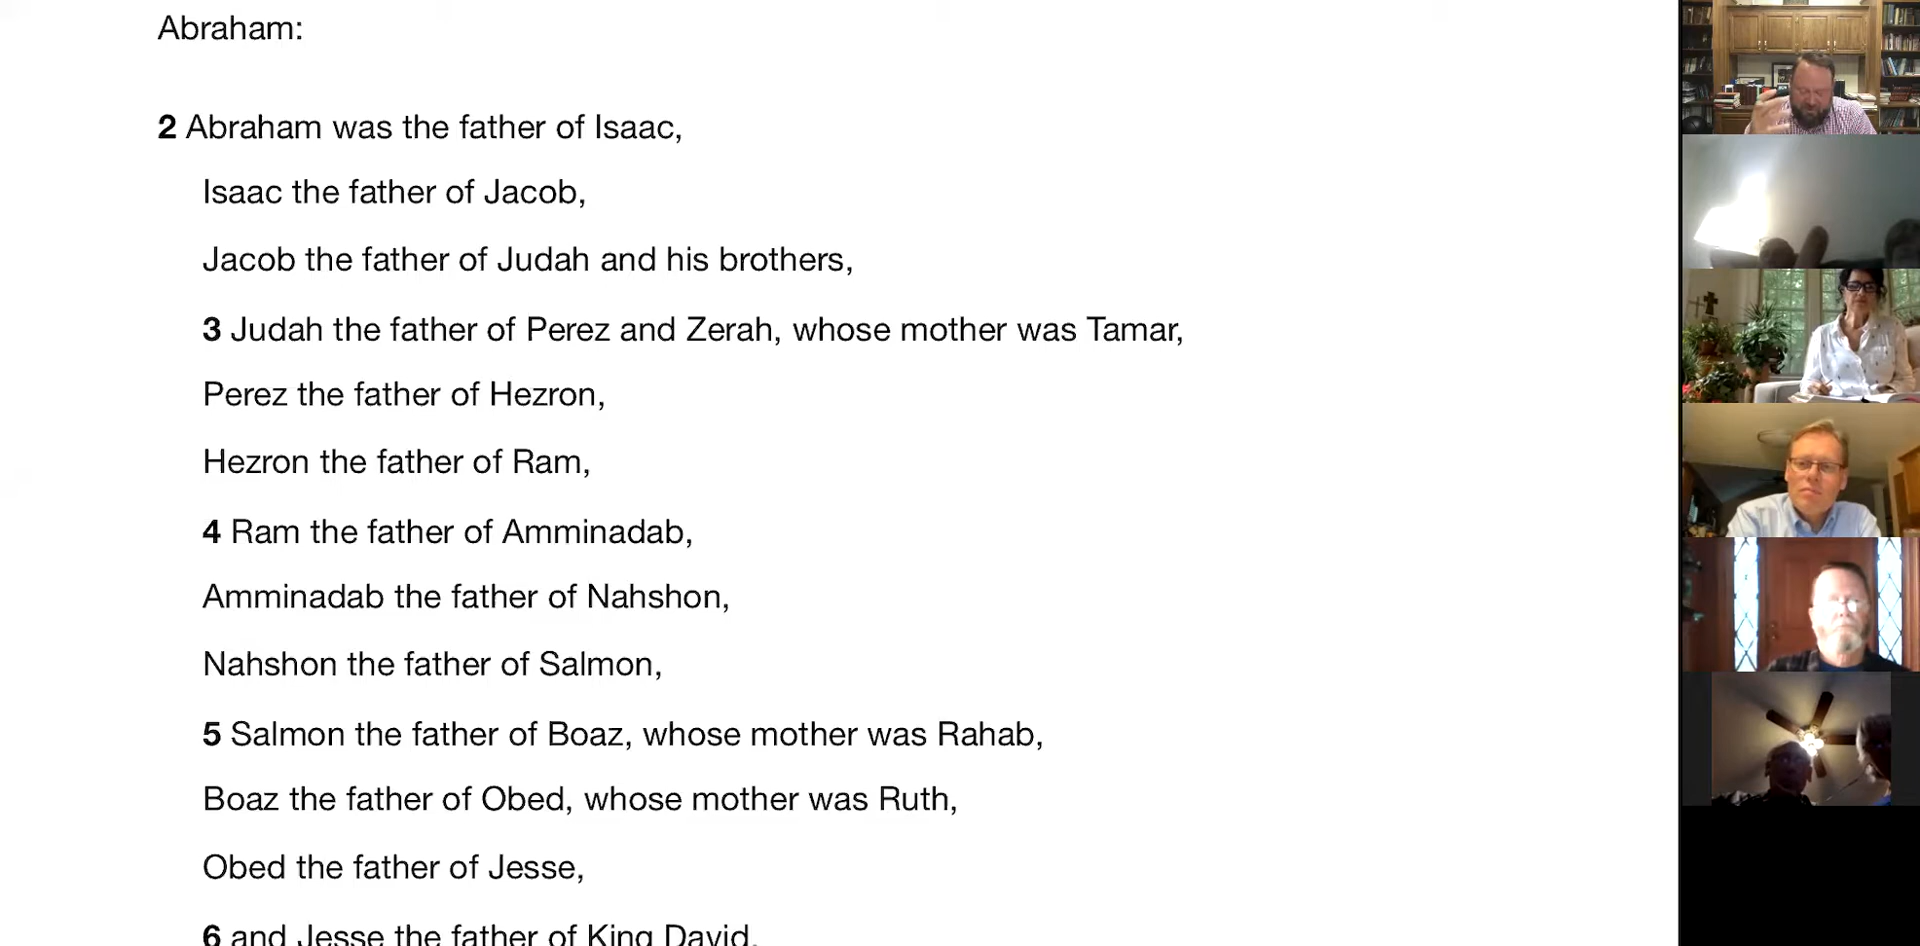 Abraham:
2 Abraham was the father of Isaac,
Isaac the father of Jacob,
Jacob the father of Judah and his brothers,
3 Judah the father of Perez and Zerah, whose mother was Tamar,
Perez the father of Hezron,
Hezron the father of Ram,
4 Ram the father of Amminadab,
Amminadab the father of Nahshon,
Nahshon the father of Salmon,
5 Salmon the father of Boaz, whose mother was Rahab,
Boaz the father of Obed, whose mother was Ruth,
Obed the father of Jesse,
6 and Jesse the father of King David.